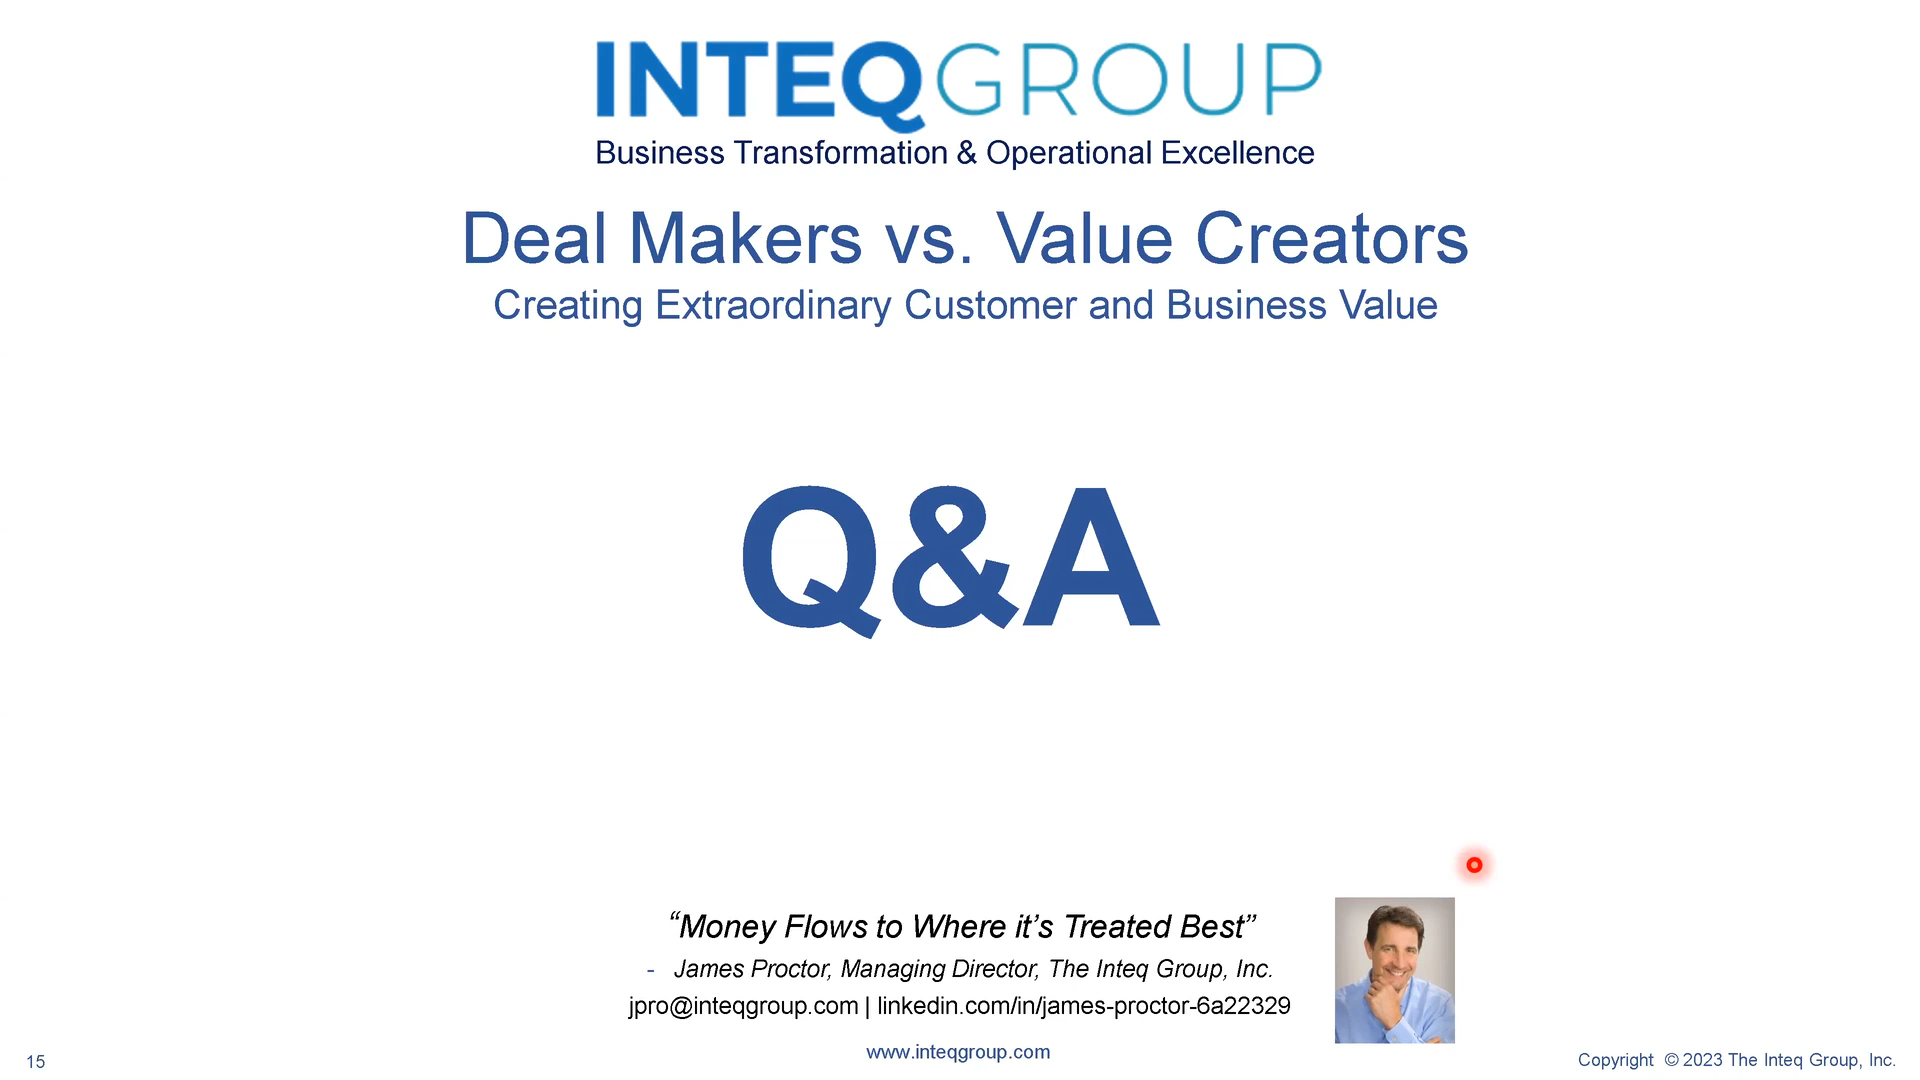 INTEQGROUP
Business Transformation & Operational Excellence
Deal Makers vs. Value Creators
Creating Extraordinary Customer and Business Value
Q&A
“Money Flows to Where it’s Treated Best”
- James Proctor, Managing Director, The Inteq Group, Inc.
jpro@inteqgroup.com | linkedin.com/in/james-proctor-6a22329
www.inteqgroup.com
15
Copyright © 2023 The Inteq Group, Inc.